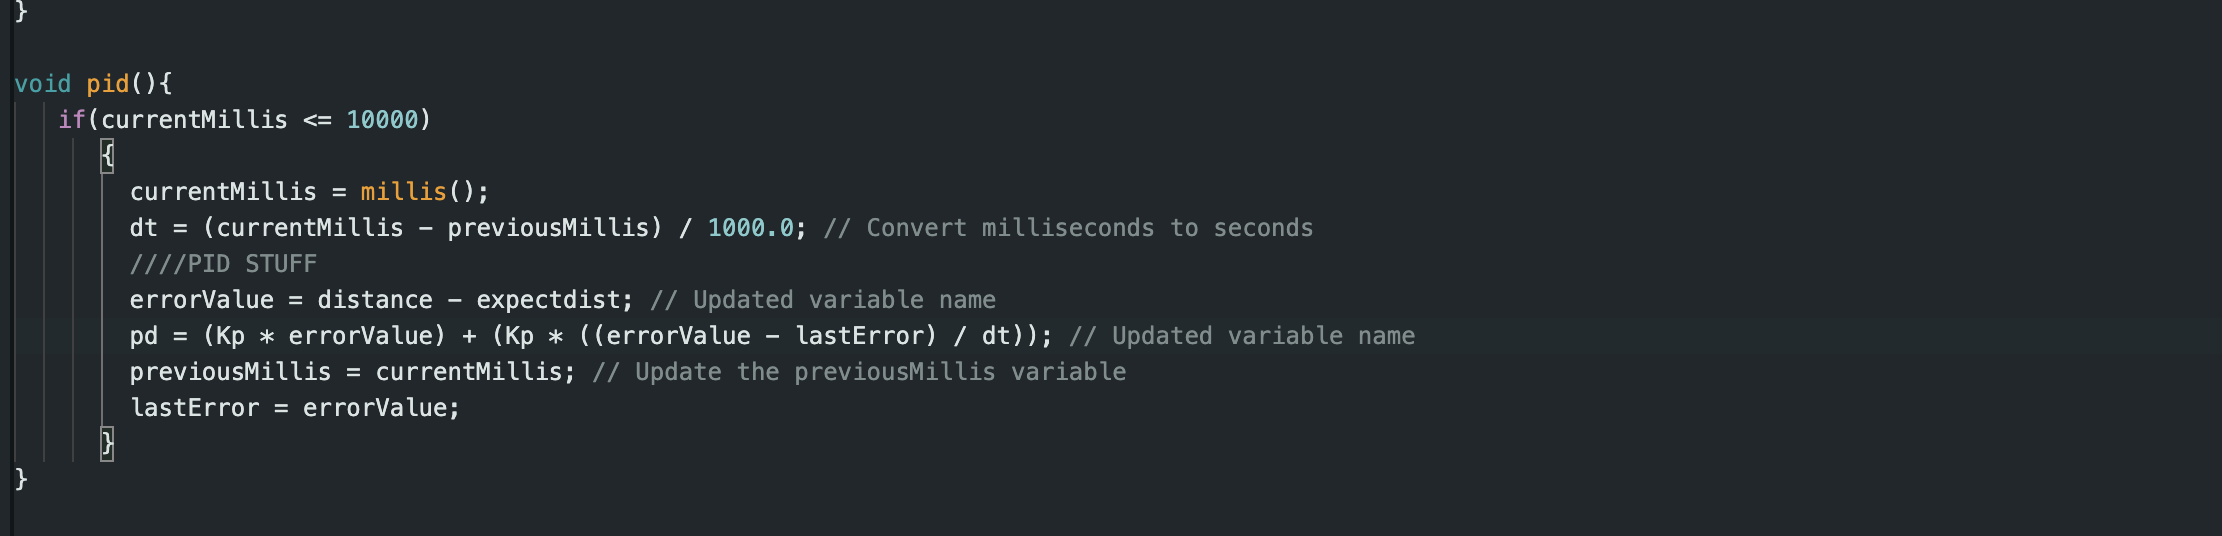 }
void pid(){
if(currentMillis <= 10000)
{
currentMillis = millis();
dt = (currentMillis - previousMillis) / 1000.0; // Convert milliseconds to seconds
////PID STUFF
errorValue = distance - expectdist; // Updated variable name
pd = (Kp * errorValue) + (Kp * ((errorValue - lastError) / dt)); // Updated variable name
previousMillis = currentMillis; // Update the previousMillis variable
lastError = errorValue;
}
}